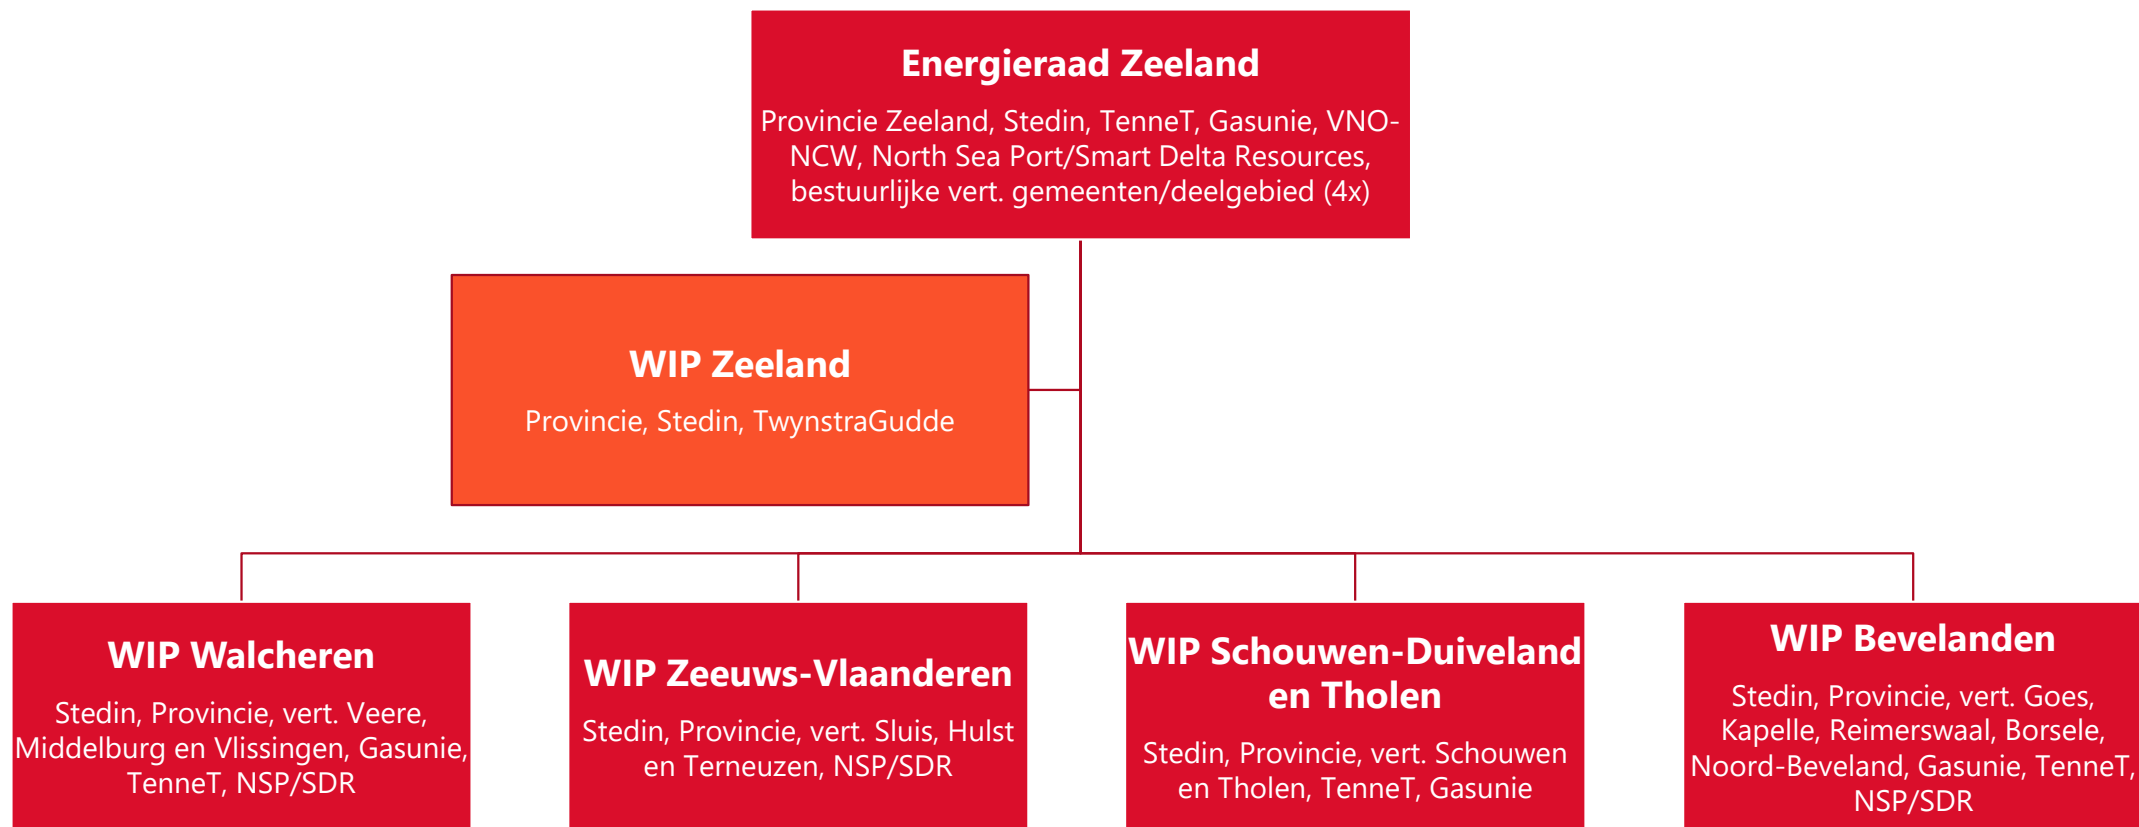 Energieraad Zeeland
Provincie Zeeland, Stedin, TenneT, Gasunie, VNO-
NCW, North Sea Port/Smart Delta Resources,
bestuurlijke vert. gemeenten/deelgebied (4x)
WIP Zeeland
Provincie, Stedin, TwynstraGudde
WIP Walcheren
Stedin, Provincie, vert. Veere,
Middelburg en Vlissingen, Gasunie,
TenneT, NSP/SDR
WIP Zeeuws-Vlaanderen
Stedin, Provincie, vert. Sluis, Hulst
en Terneuzen, NSP/SDR
WIP Schouwen-Duiveland
en Tholen
Stedin, Provincie, vert. Schouwen
en Tholen, TenneT, Gasunie
WIP Bevelanden
Stedin, Provincie, vert. Goes,
Kapelle, Reimerswaal, Borsele,
Noord-Beveland, Gasunie, TenneT,
NSP/SDR